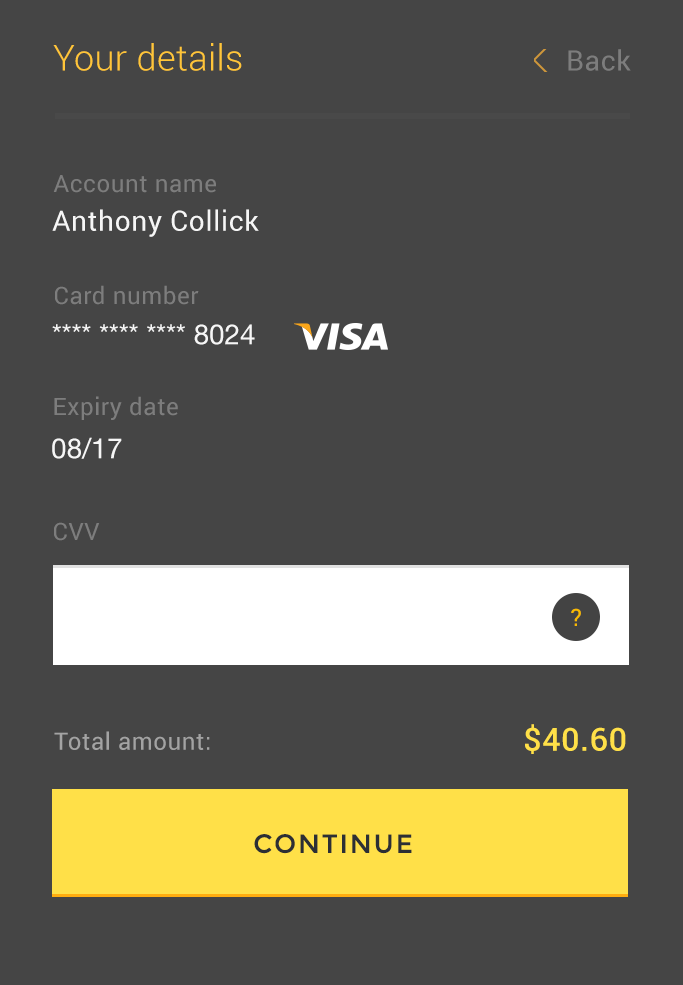 Your details
< Back
Account name
Anthony Collick
Card number
**** **** **** 8024 VISA
Expiry date
08/17
CVV
?
Total amount: $40.60
CONTINUE